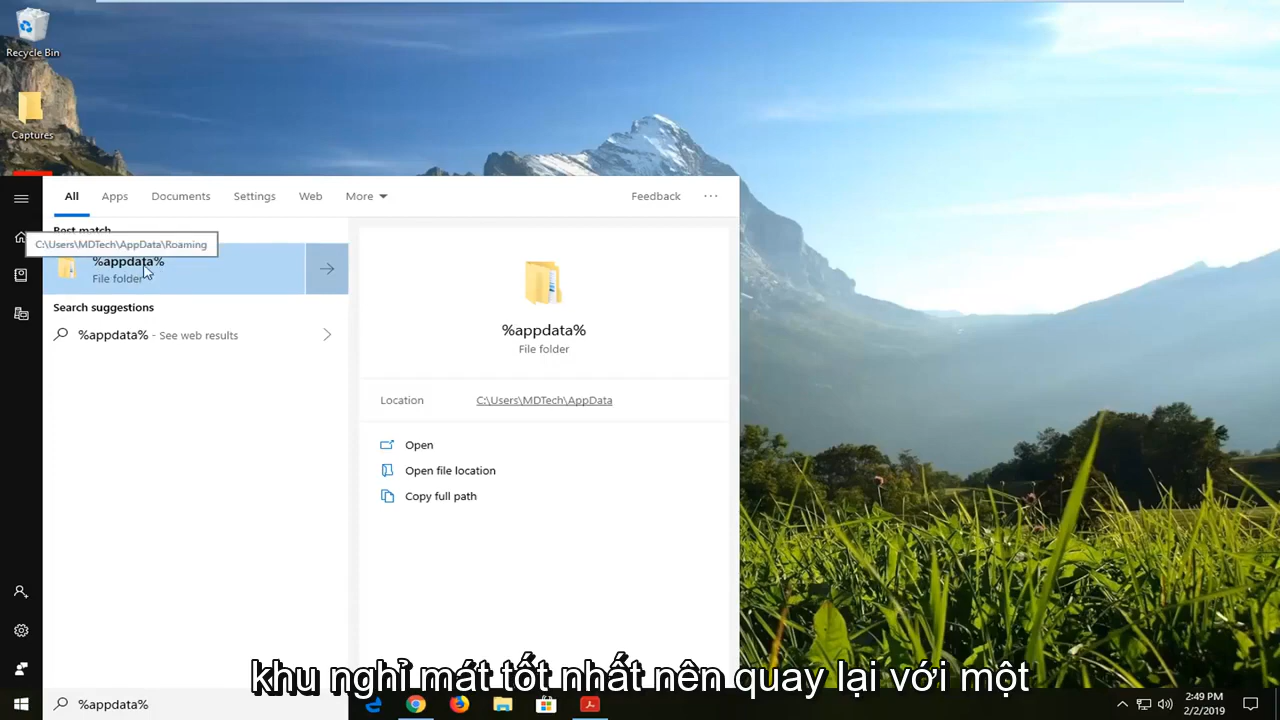 Recycle Bin
Captures
All Apps Documents Settings Web More Feedback ···
Best match
C:\Users\MDTech\AppData\Roaming
%appdata%
File folder
Search suggestions
%appdata% - See web results
%appdata%
File folder
Location C:\Users\MDTech\AppData
Open
Open file location
Copy full path
khu nghỉ mát tốt nhất nên quay lại với một
%appdata%
2:49 PM
2/2/2019